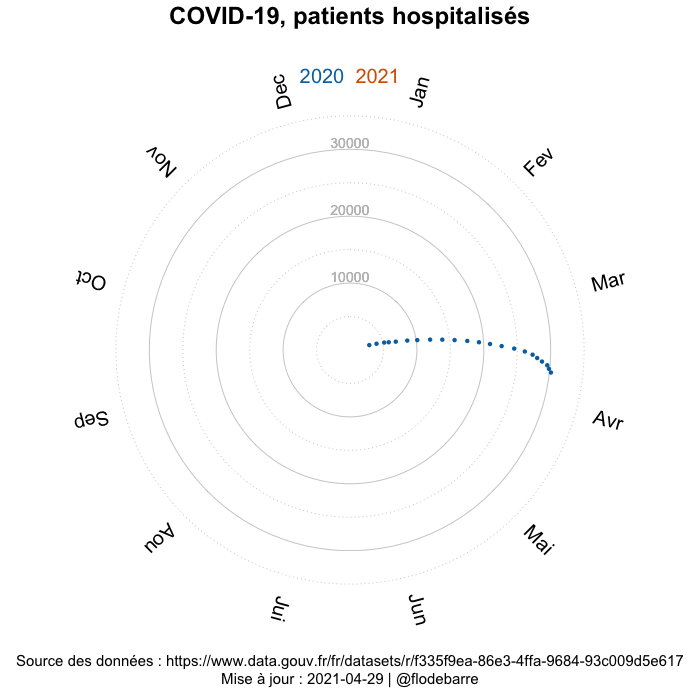 COVID-19, patients hospitalisés
2020 2021
Jan
Fev
Mar
Avr
Mai
Jun
Jui
Aou
Sep
Oct
Nov
Dec
30000
20000
10000
Source des données : https://www.data.gouv.fr/fr/datasets/r/f335f9ea-86e3-4ffa-9684-93c009d5e617
Mise à jour : 2021-04-29 | @flodebarre